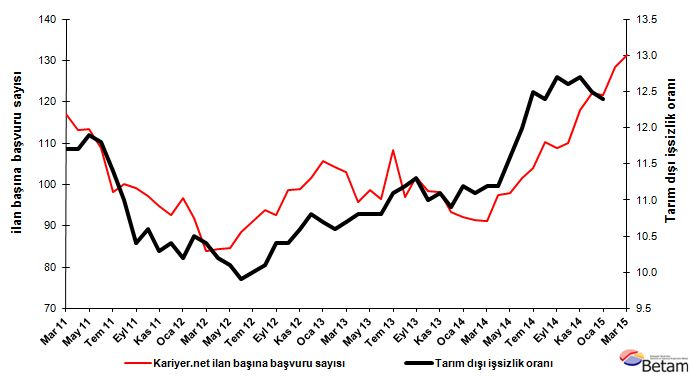 140
130
120
110
100
90
80
70
ilan başına başvuru sayısı
13.5
13.0
12.5
12.0
11.5
11.0
10.5
10.0
9.5
Tarım dışı işsizlik oranı
Mar 11
May 11
Tem 11
Eyl 11
Kas 11
Oca 12
Mar 12
May 12
Tem 12
Eyl 12
Kas 12
Oca 13
Mar 13
May 13
Tem 13
Eyl 13
Kas 13
Oca 14
Mar 14
May 14
Tem 14
Eyl 14
Kas 14
Oca 15
Mar 15
Kariyer.net ilan başına başvuru sayısı
Tarım dışı işsizlik oranı
Betam